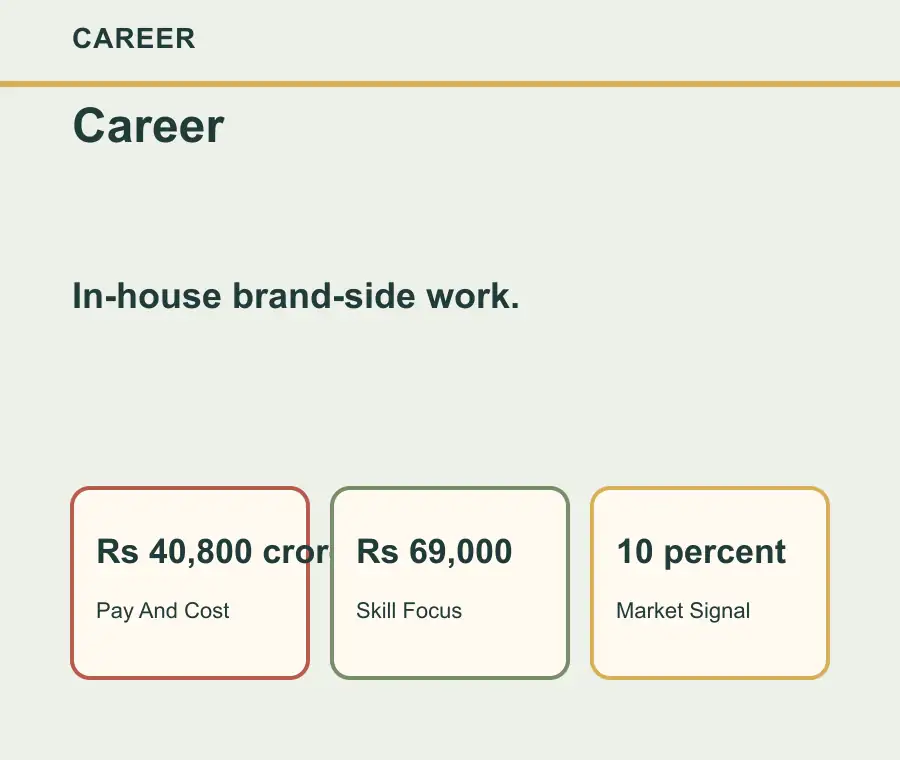 CAREER
Career
In-house brand-side work.
Rs 40,800 Rs 69,000 10 percent
Pay And Cost Skill Focus Market Signal